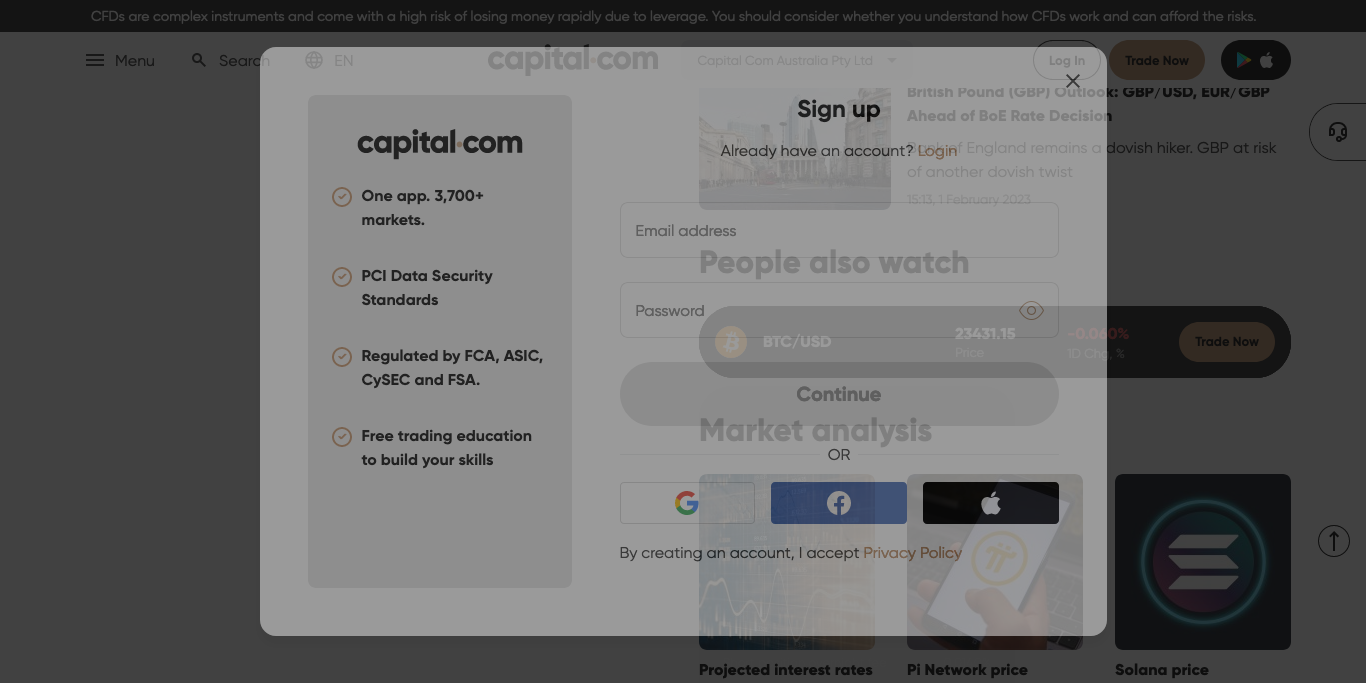 CFDs are complex instruments and come with a high risk of losing money rapidly due to leverage. You should consider whether you understand how CFDs work and can afford the risks.
Menu
Search
EN
capital.com
Capital Com Australia Pty Ltd
Log In
Trade Now
British Pound (GBP) Outlook: GBP/USD, EUR/GBP
Ahead of BoE Rate Decision
Bank of England remains a dovish hiker. GBP at risk
of another dovish twist
15:13, 1 February 2023
People also watch
BTC/USD
23431.15
Price
-0.060%
1D Chg, %
Trade Now
Market analysis
Projected interest rates
Pi Network price
Solana price
capital.com
One app. 3,700+
markets.
PCI Data Security
Standards
Regulated by FCA, ASIC,
CySEC and FSA.
Free trading education
to build your skills
Sign up
Already have an account? Login
Email address
Password
Continue
OR
By creating an account, I accept Privacy Policy